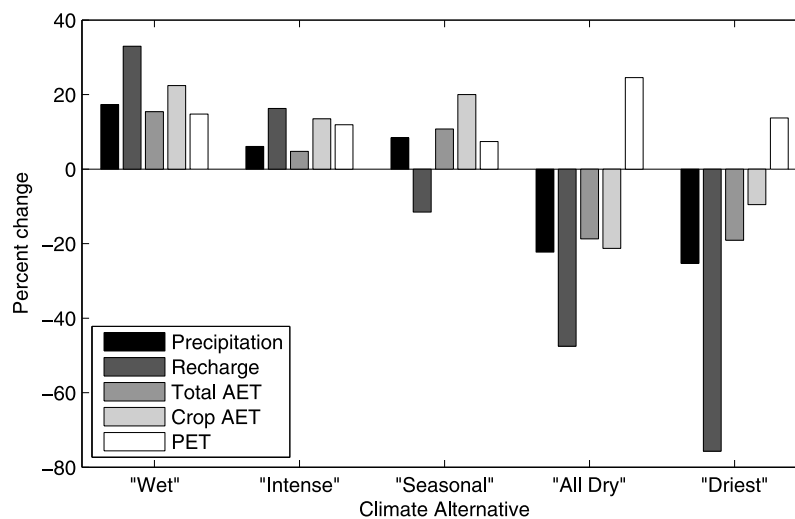 40
20
0
−20
−40
−60
−80
Percent change
Precipitation
Recharge
Total AET
Crop AET
PET
"Wet" "Intense" "Seasonal" "All Dry" "Driest"
Climate Alternative